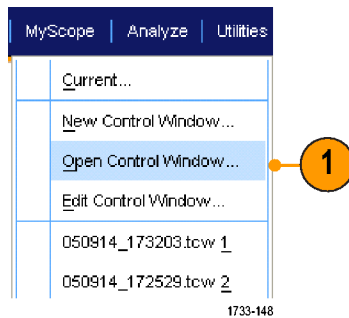 MyScope | Analyze | Utilities
Current...
New Control Window...
Open Control Window...
1
Edit Control Window...
050914_173203.tcw 1
050914_172529.tcw 2
1733-148